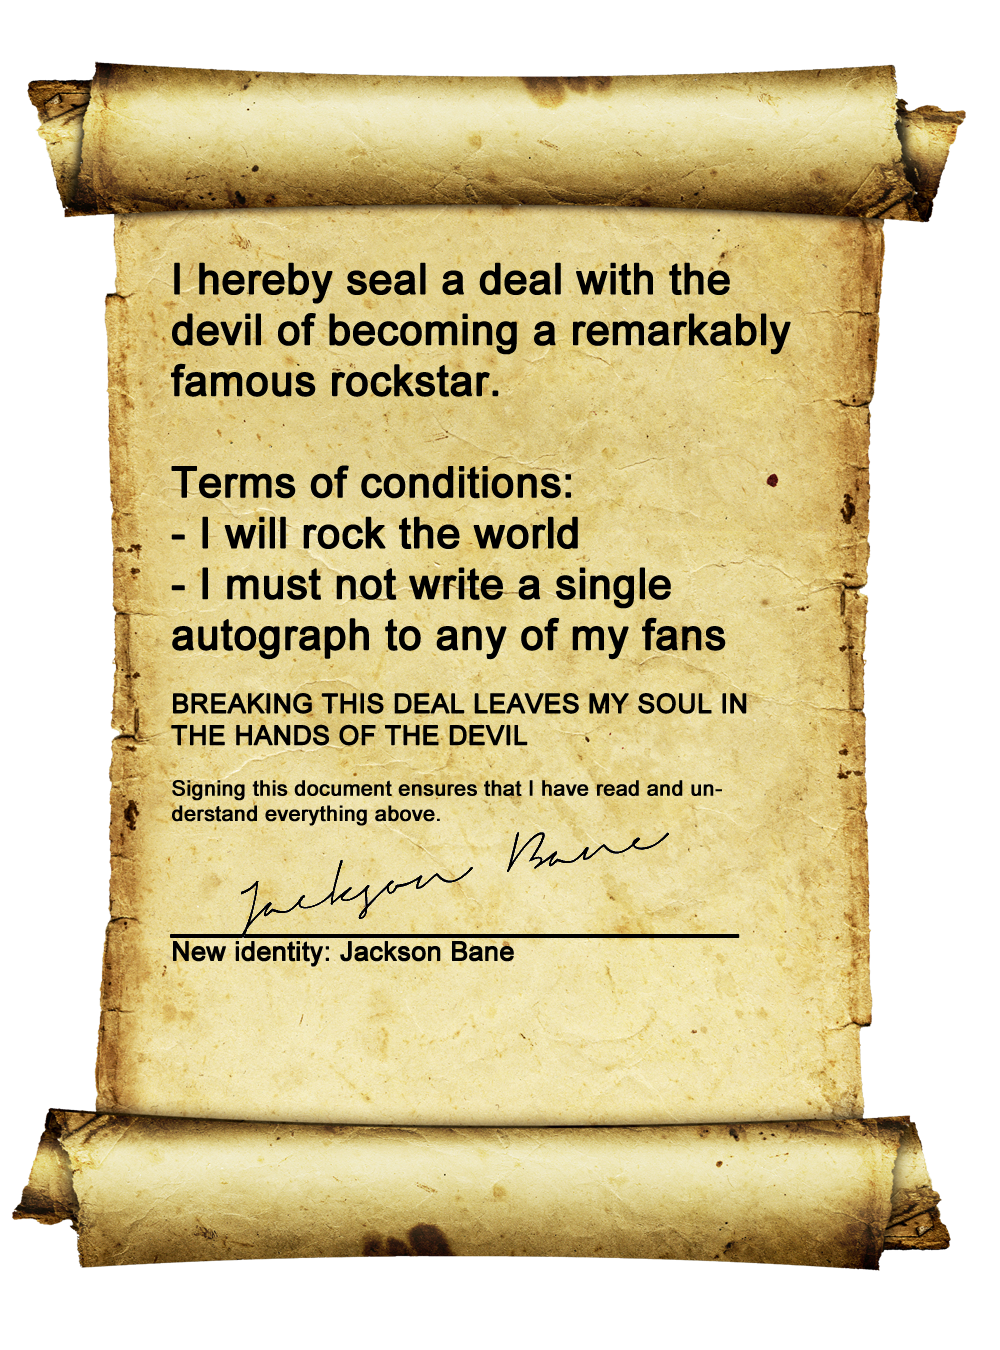 I hereby seal a deal with the
devil of becoming a remarkably
famous rockstar.
Terms of conditions:
- I will rock the world
- I must not write a single
autograph to any of my fans
BREAKING THIS DEAL LEAVES MY SOUL IN
THE HANDS OF THE DEVIL
Signing this document ensures that I have read and un-
derstand everything above.
Jackson Bane
New identity: Jackson Bane